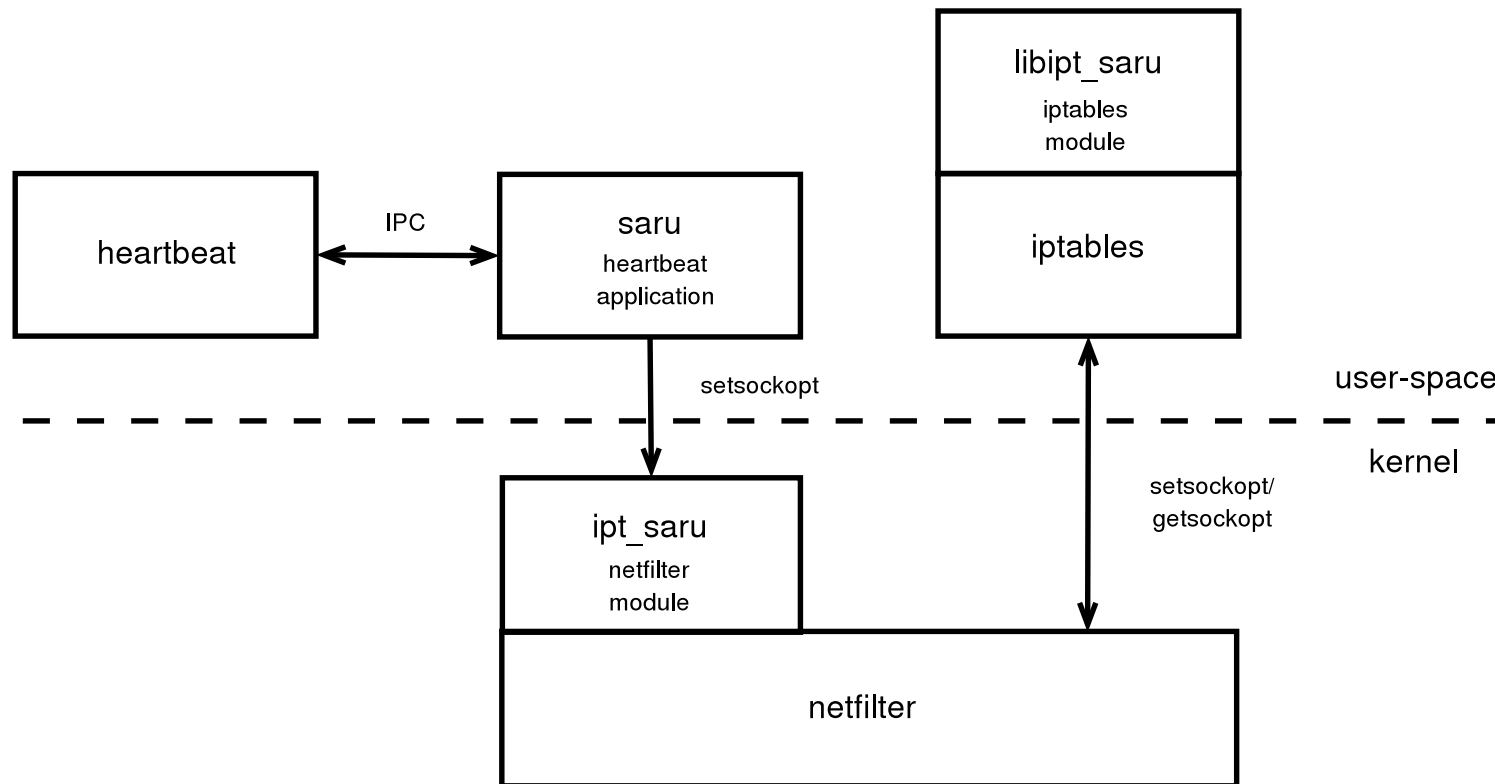 libipt_saru
iptables
module
heartbeat
IPC
saru
heartbeat
application
iptables
setsockopt
user-space
kernel
setsockopt/
getsockopt
ipt_saru
netfilter
module
netfilter